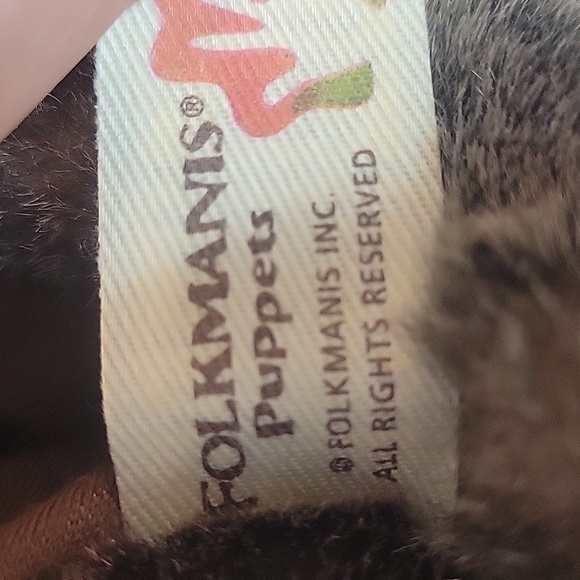 FOLKMANIS®
Puppets
® FOLKMANIS INC.
ALL RIGHTS RESERVED